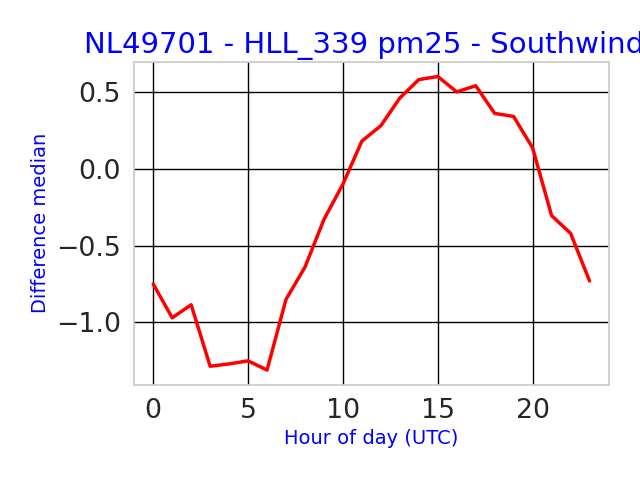 NL49701 - HLL_339 pm25 - Southwind
Difference median
0.5
0.0
−0.5
−1.0
0 5 10 15 20
Hour of day (UTC)